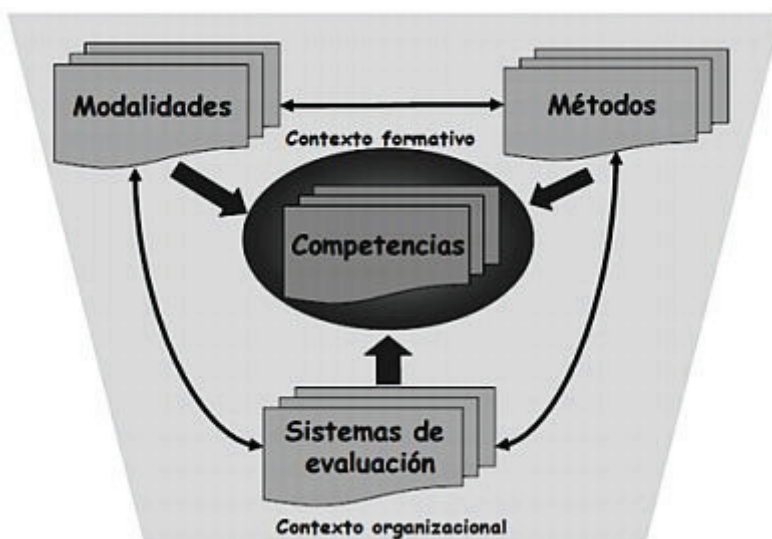 Modalidades
Métodos
Contexto formativo
Competencias
Sistemas de
evaluación
Contexto organizacional